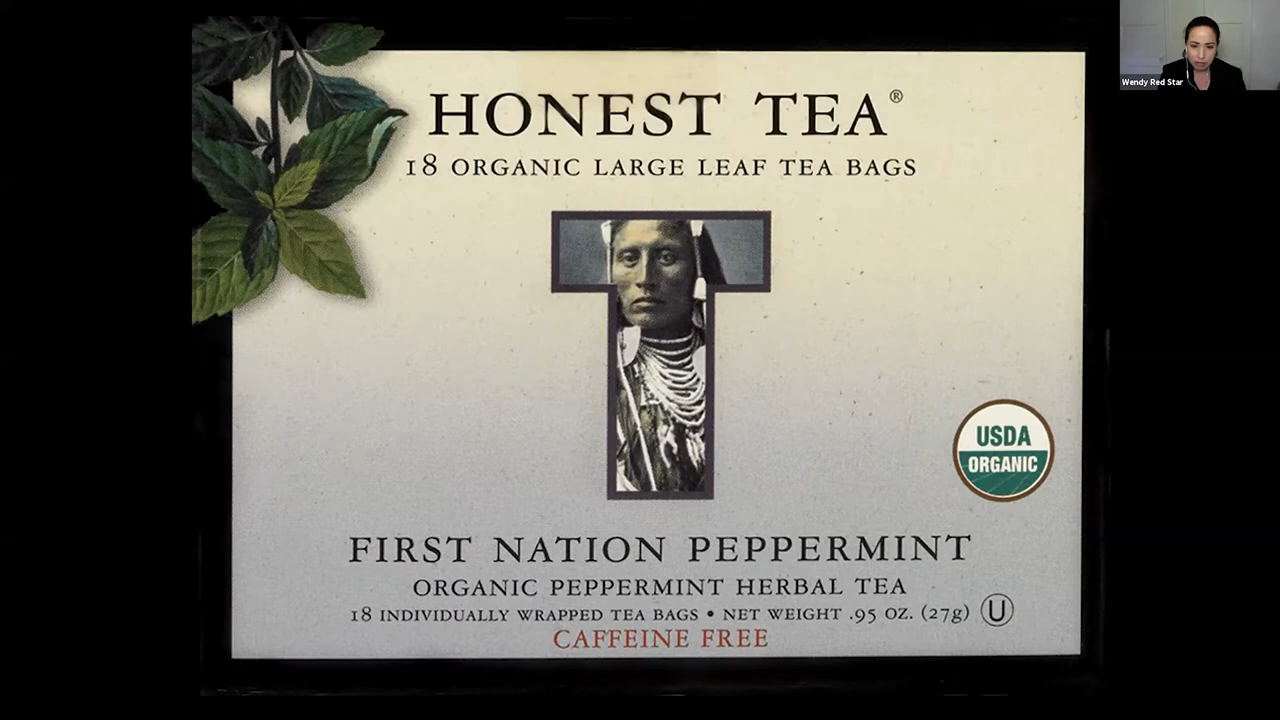 HONEST TEA®
18 ORGANIC LARGE LEAF TEA BAGS
T
USDA
ORGANIC
FIRST NATION PEPPERMINT
ORGANIC PEPPERMINT HERBAL TEA
18 INDIVIDUALLY WRAPPED TEA BAGS • NET WEIGHT .95 OZ. (27g) U
CAFFEINE FREE
Wendy Red Star